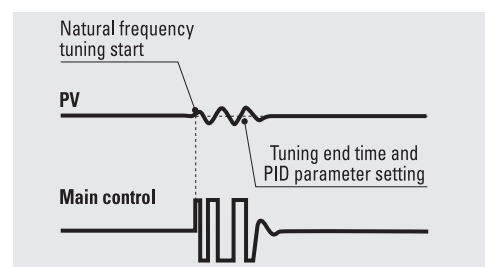 Natural frequency
tuning start
PV
Tuning end time and
PID parameter setting
Main control